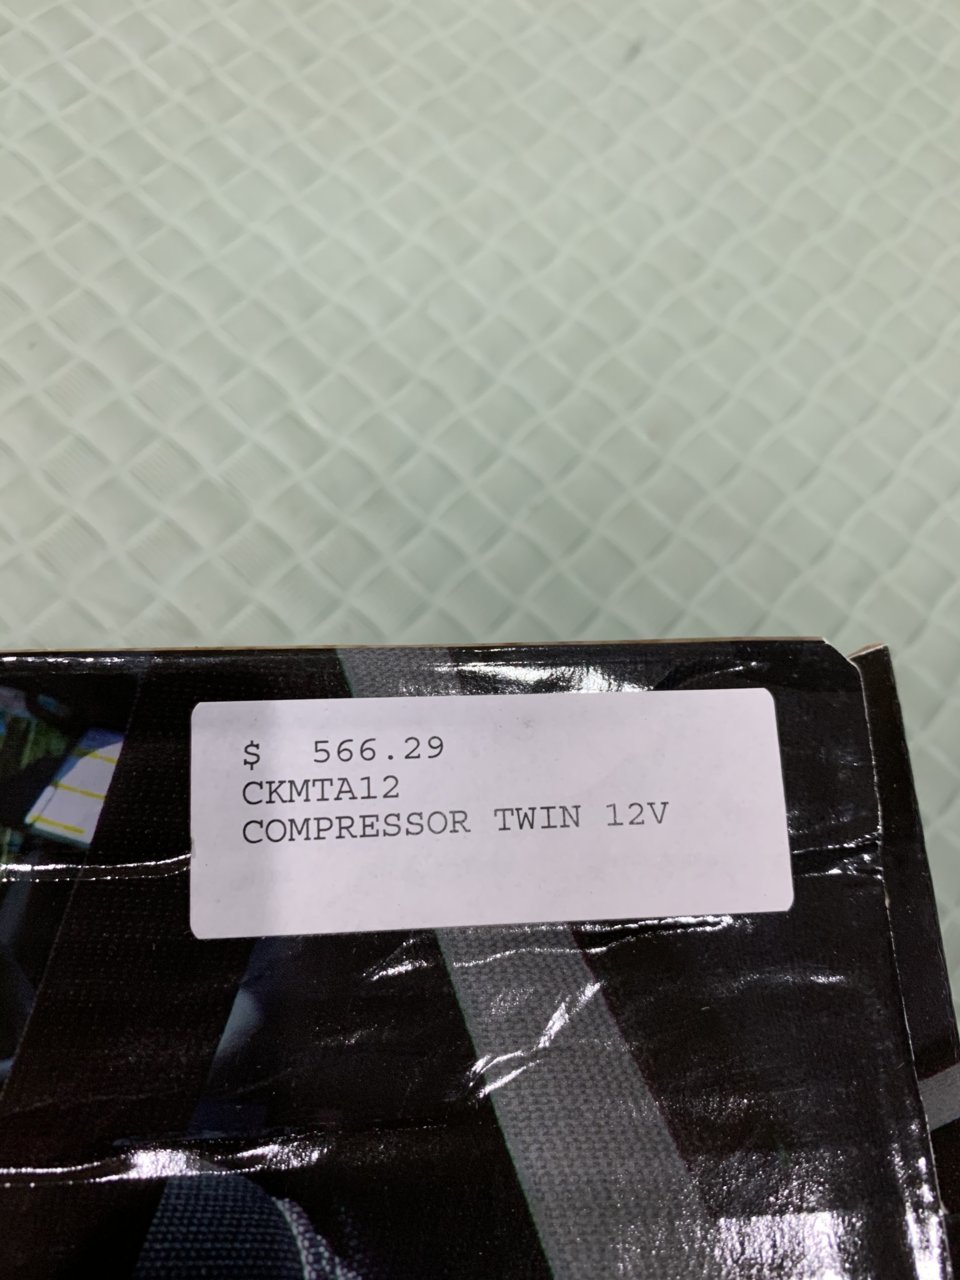 $ 566.29
CKMTA12
COMPRESSOR TWIN 12V